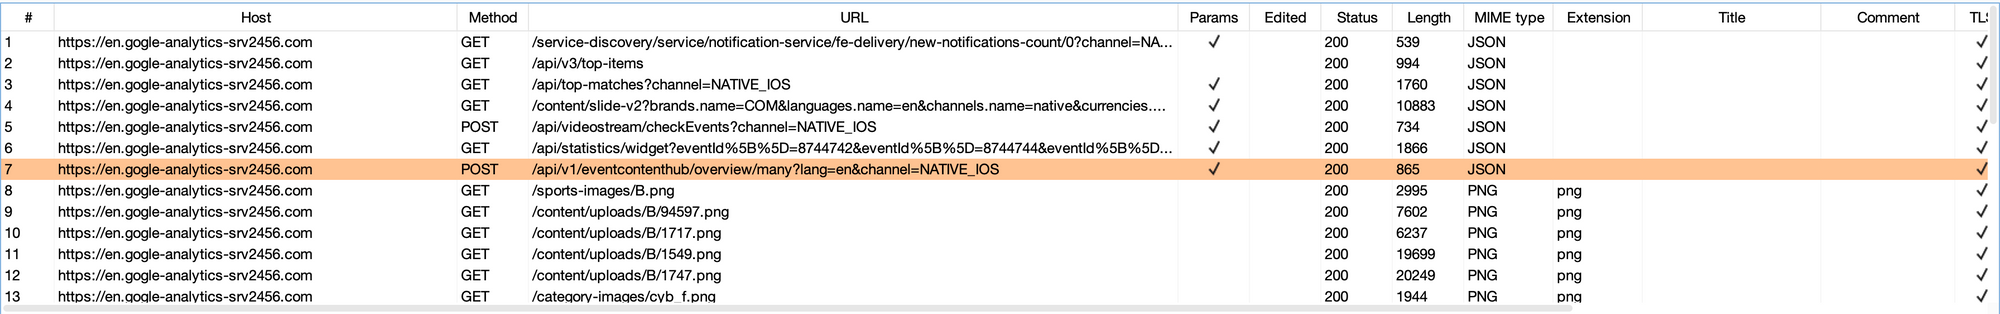 # Host Method URL Params Edited Status Length MIME type Extension Title Comment TLS
1 https://en.gogle-analytics-srv2456.com GET /service-discovery/service/notification-service/fe-delivery/new-notifications-count/0?channel=NA... ✓ 200 539 JSON ✓
2 https://en.gogle-analytics-srv2456.com GET /api/v3/top-items 200 994 JSON ✓
3 https://en.gogle-analytics-srv2456.com GET /api/top-matches?channel=NATIVE_IOS ✓ 200 1760 JSON ✓
4 https://en.gogle-analytics-srv2456.com GET /content/slide-v2?brands.name=COM&languages.name=en&channels.name=native&currencies.... ✓ 200 10883 JSON ✓
5 https://en.gogle-analytics-srv2456.com POST /api/videostream/checkEvents?channel=NATIVE_IOS ✓ 200 734 JSON ✓
6 https://en.gogle-analytics-srv2456.com GET /api/statistics/widget?eventId%5B%5D=8744742&eventId%5B%5D=8744744&eventId%5B%5D... ✓ 200 1866 JSON ✓
7 https://en.gogle-analytics-srv2456.com POST /api/v1/eventcontenthub/overview/many?lang=en&channel=NATIVE_IOS ✓ 200 865 JSON ✓
8 https://en.gogle-analytics-srv2456.com GET /sports-images/B.png 200 2995 PNG png ✓
9 https://en.gogle-analytics-srv2456.com GET /content/uploads/B/94597.png 200 7602 PNG png ✓
10 https://en.gogle-analytics-srv2456.com GET /content/uploads/B/1717.png 200 6237 PNG png ✓
11 https://en.gogle-analytics-srv2456.com GET /content/uploads/B/1549.png 200 19699 PNG png ✓
12 https://en.gogle-analytics-srv2456.com GET /content/uploads/B/1747.png 200 20249 PNG png ✓
13 https://en.gogle-analytics-srv2456.com GET /category-images/cyb_f.png 200 1944 PNG png ✓